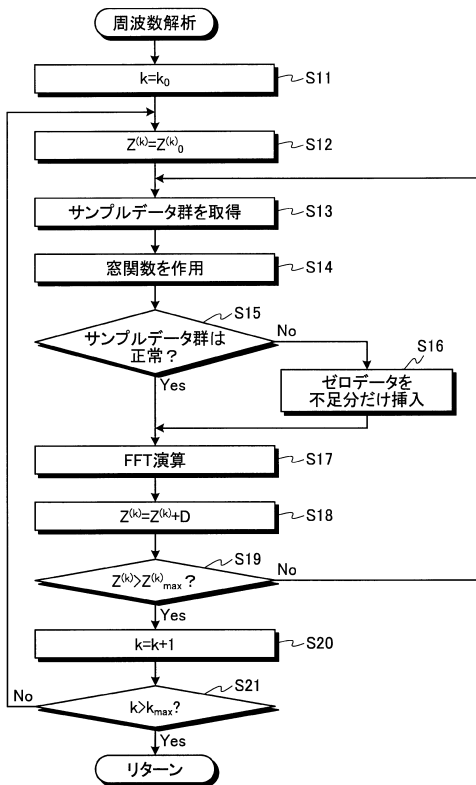 周波数解析
k=k₀
S11
Z⁽ᵏ⁾=Z⁽ᵏ⁾₀
S12
サンプルデータ群を取得
S13
窓関数を作用
S14
S15
サンプルデータ群は
正常?
No
Yes
S16
ゼロデータを
不足分だけ挿入
FFT演算
S17
Z⁽ᵏ⁾=Z⁽ᵏ⁾+D
S18
S19
Z⁽ᵏ⁾>Z⁽ᵏ⁾max?
No
Yes
k=k+1
S20
S21
No
k>kmax?
Yes
リターン